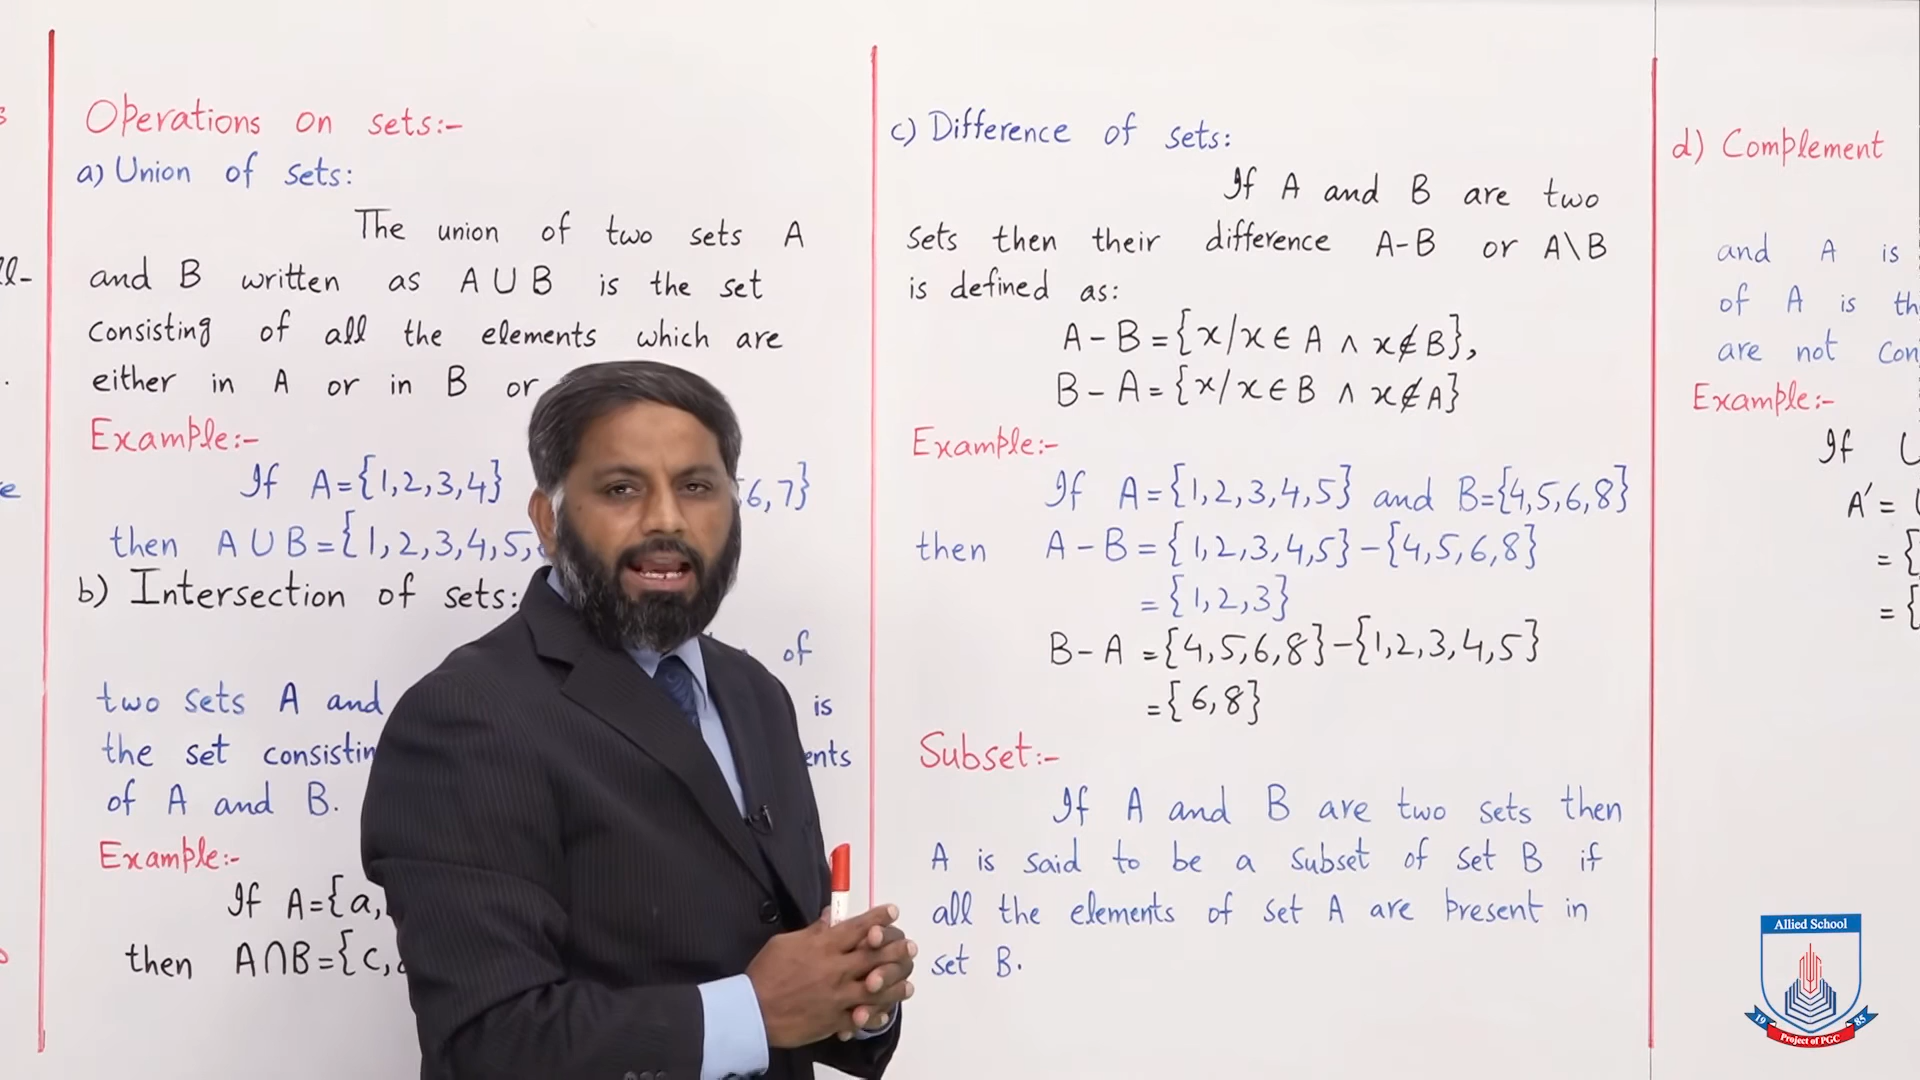 Operations on sets:-
a) Union of sets:
The union of two sets A
and B written as A ∪ B is the set
consisting of all the elements which are
either in A or in B or
Example:-
If A={1,2,3,4} 6,7}
then A ∪ B={1,2,3,4,5,
b) Intersection of sets:
of
two sets A and is
the set
of A and B.
Example:-
If A={a,
then A∩B={c,
c) Difference of sets:
If A and B are two
sets then their difference A-B or A\B
is defined as:
A-B={x/x∈A ∧ x∉B},
B-A={x/x∈B ∧ x∉A}
Example:-
If A={1,2,3,4,5} and B={4,5,6,8}
then A-B={1,2,3,4,5}-{4,5,6,8}
={1,2,3}
B-A={4,5,6,8}-{1,2,3,4,5}
={6,8}
Subset:-
If A and B are two sets then
A is said to be a subset of set B if
all the elements of set A are present in
set B.
d) Complement
and A is
of A is
are not
Example:-
If
A′=
={
={
Allied School
19 85
Project of PGC